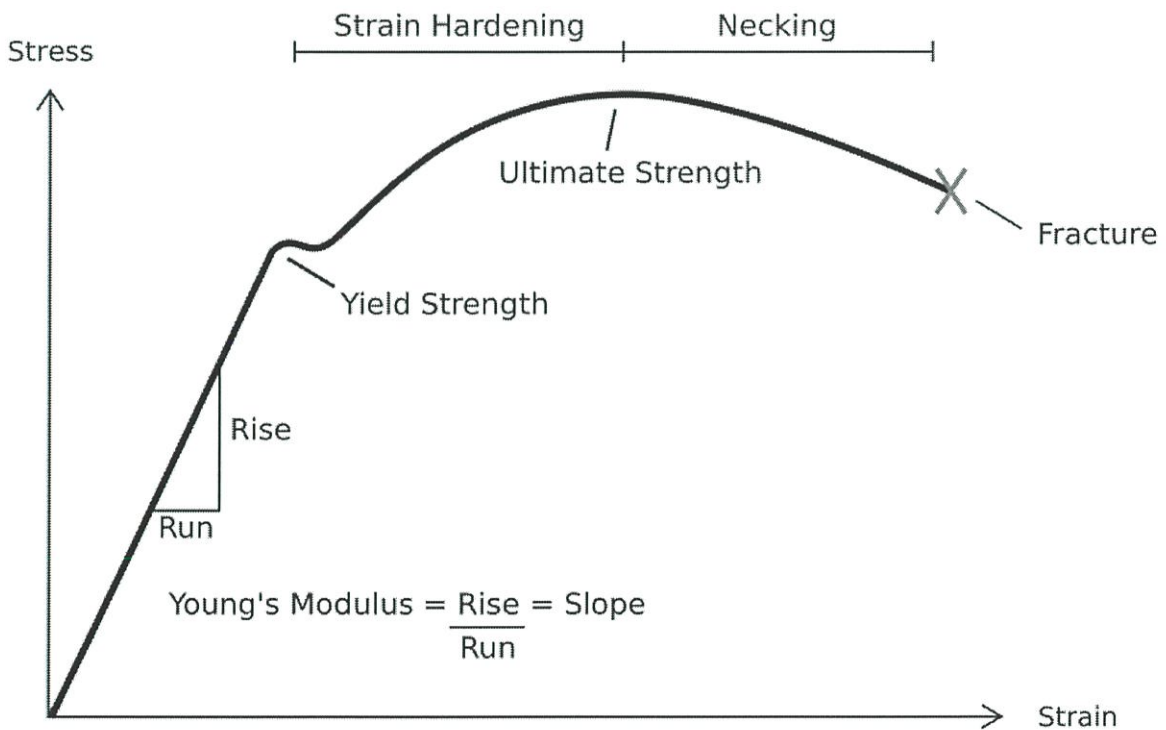 Strain Hardening
Necking
Stress
Ultimate Strength
Fracture
Yield Strength
Rise
Run
Young's Modulus = Rise = Slope
Run
Strain